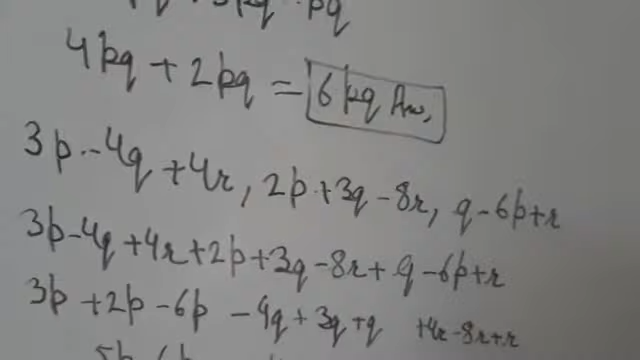 4pq + 2pq = 6pq Ans,
3p - 4q + 4r, 2p + 3q - 8r, q - 6p + r
3p - 4q + 4r + 2p + 3q - 8r + q - 6p + r
3p + 2p - 6p - 4q + 3q + q + 4r - 8r + r